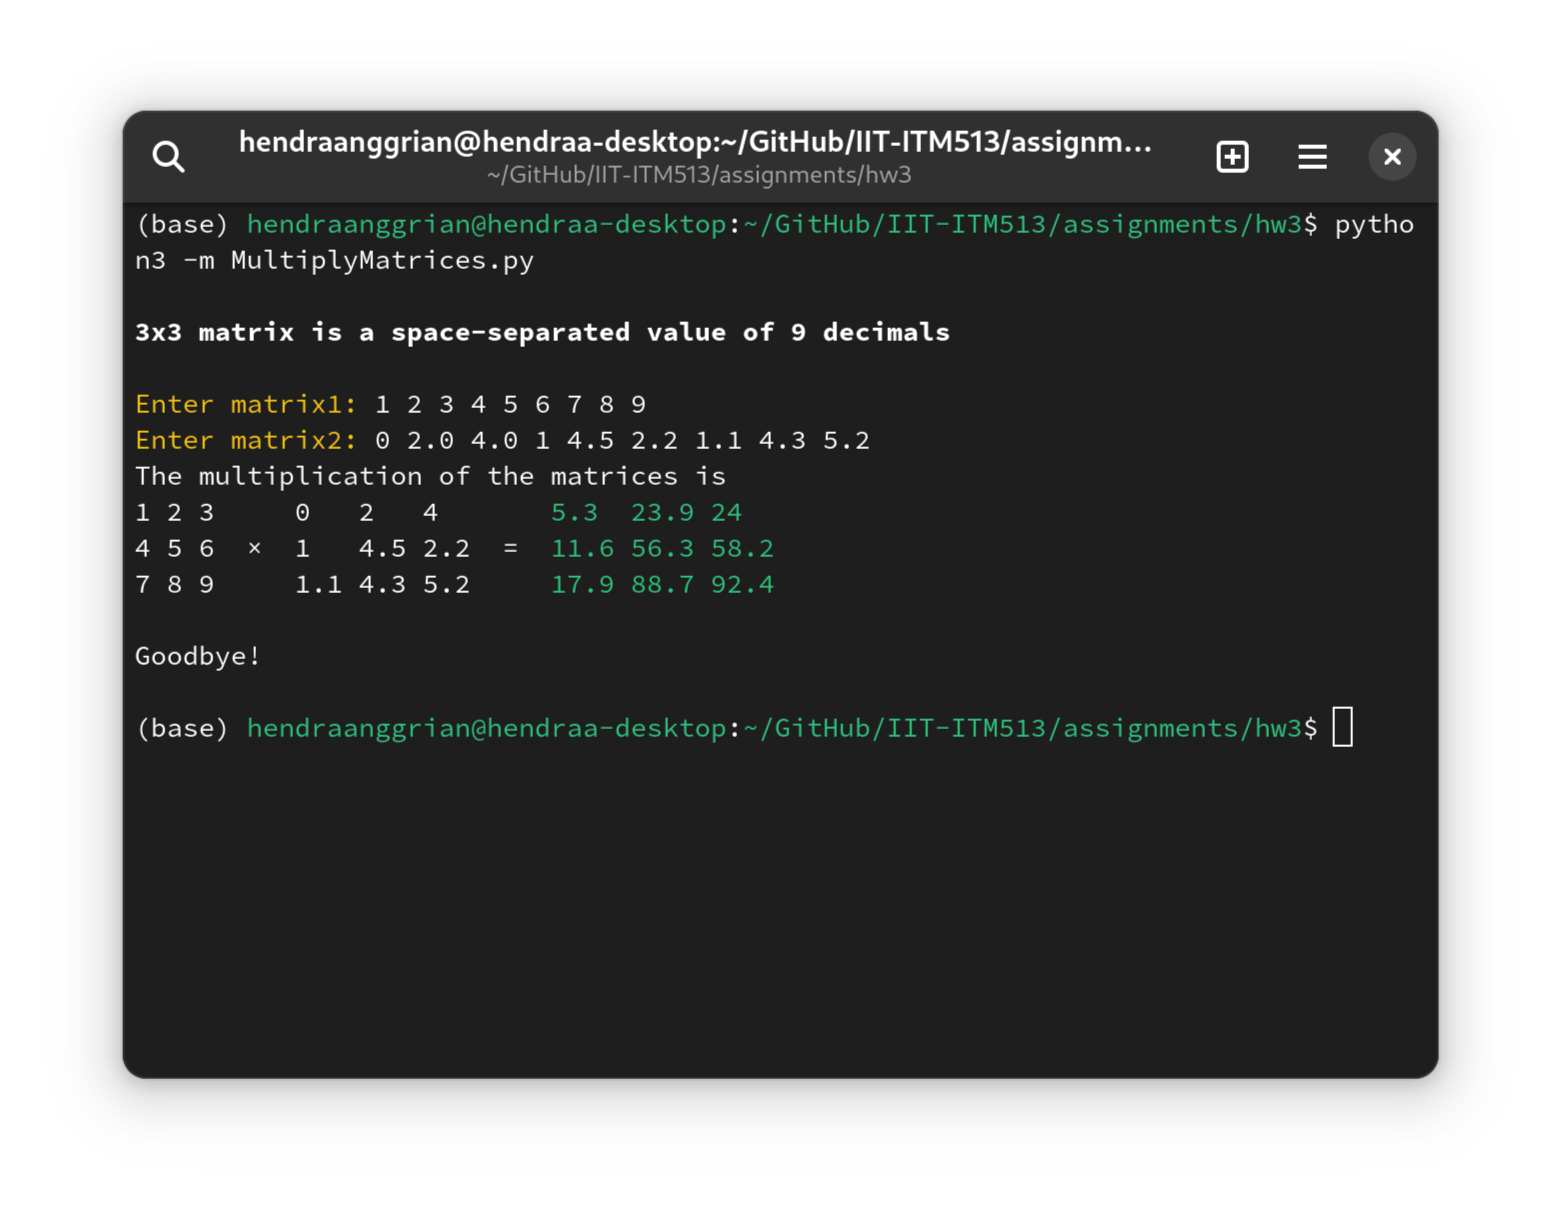 hendraanggrian@hendraa-desktop:~/GitHub/IIT-ITM513/assignm…
~/GitHub/IIT-ITM513/assignments/hw3
(base) hendraanggrian@hendraa-desktop:~/GitHub/IIT-ITM513/assignments/hw3$ pytho
n3 -m MultiplyMatrices.py
3x3 matrix is a space-separated value of 9 decimals
Enter matrix1: 1 2 3 4 5 6 7 8 9
Enter matrix2: 0 2.0 4.0 1 4.5 2.2 1.1 4.3 5.2
The multiplication of the matrices is
1 2 3     0   2   4       5.3  23.9 24
4 5 6  ×  1   4.5 2.2  =  11.6 56.3 58.2
7 8 9     1.1 4.3 5.2     17.9 88.7 92.4
Goodbye!
(base) hendraanggrian@hendraa-desktop:~/GitHub/IIT-ITM513/assignments/hw3$